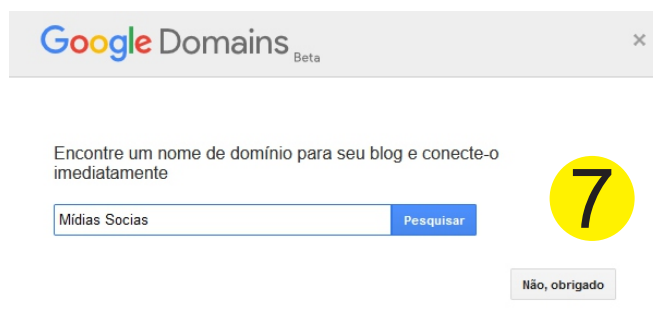 Google Domains Beta
×
Encontre um nome de domínio para seu blog e conecte-o
imediatamente
Mídias Socias
Pesquisar
7
Não, obrigado